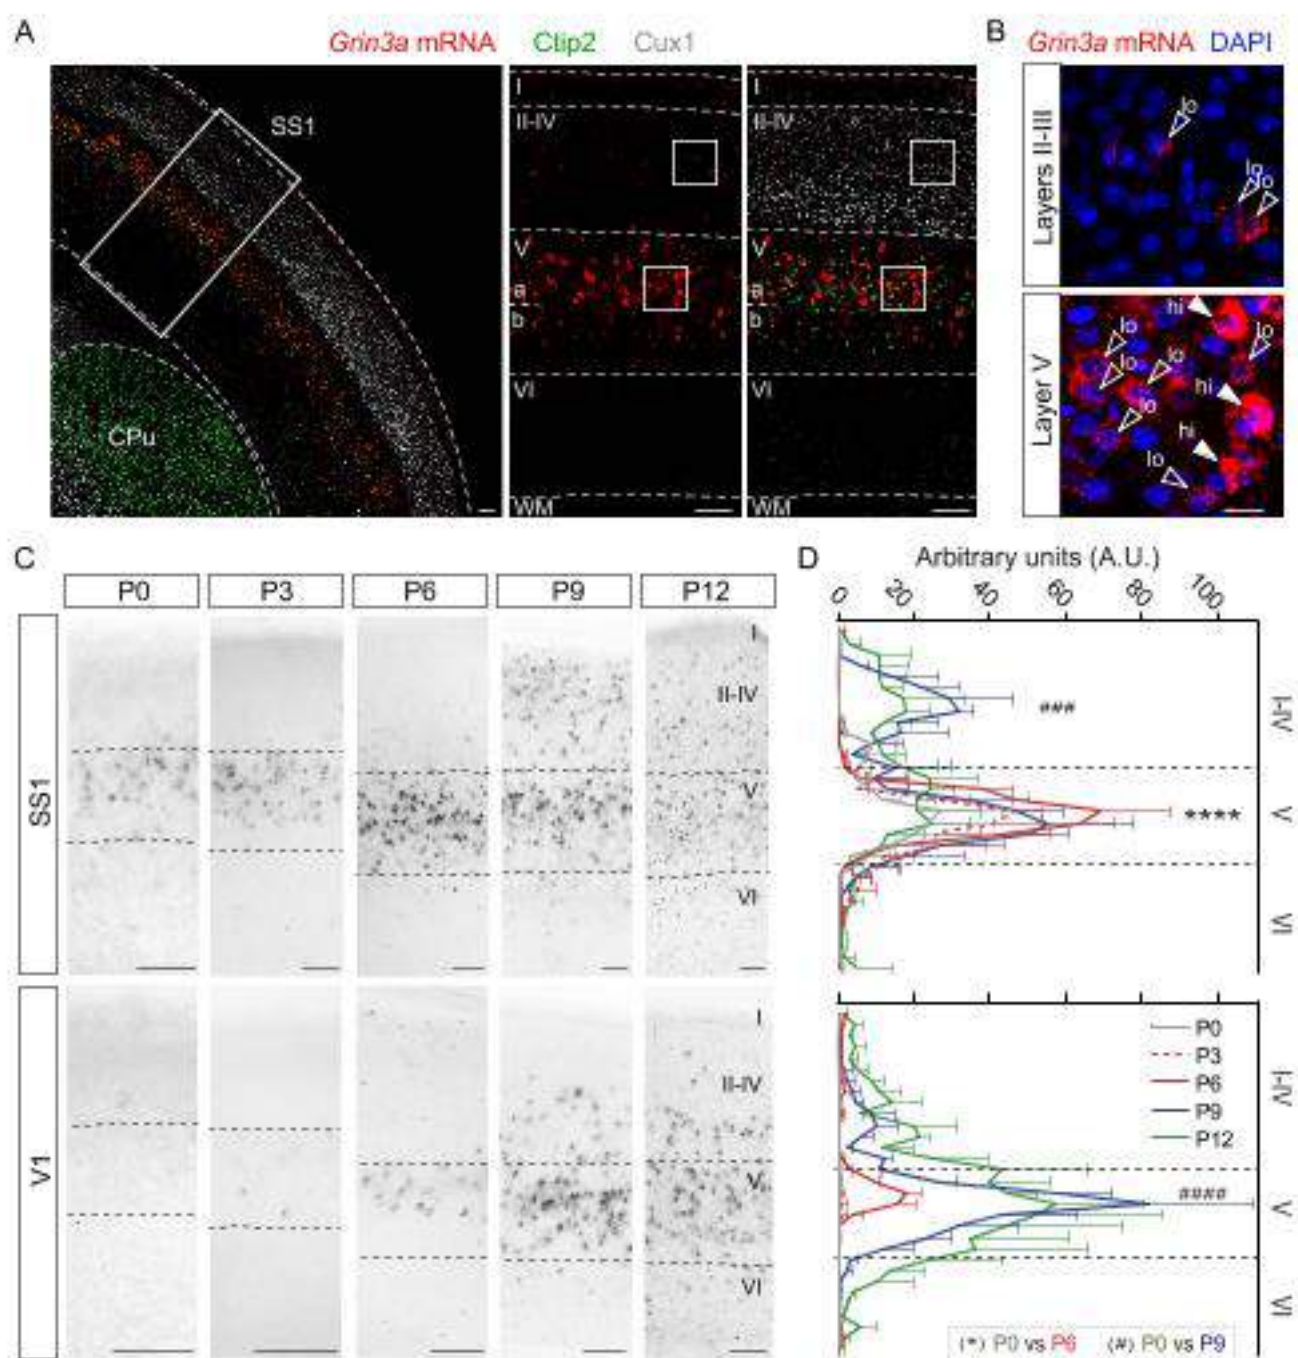 A
Grin3a mRNA Ctip2 Cux1
SS1
CPu
I
II-IV
V
a
b
VI
WM
I
II-IV
V
a
b
VI
WM
B
Grin3a mRNA DAPI
Layers II-III
lo
lo
lo
Layer V
hi
lo
lo
lo
lo
hi
lo
hi
lo
C
P0 P3 P6 P9 P12
SS1
I
II-IV
V
VI
V1
I
II-IV
V
VI
D
Arbitrary units (A.U.)
0 20 40 60 80 100
###
I-IV
****
V
VI
P0
P3
P6
P9
P12
I-IV
####
V
VI
(*) P0 vs P6 (#) P0 vs P9